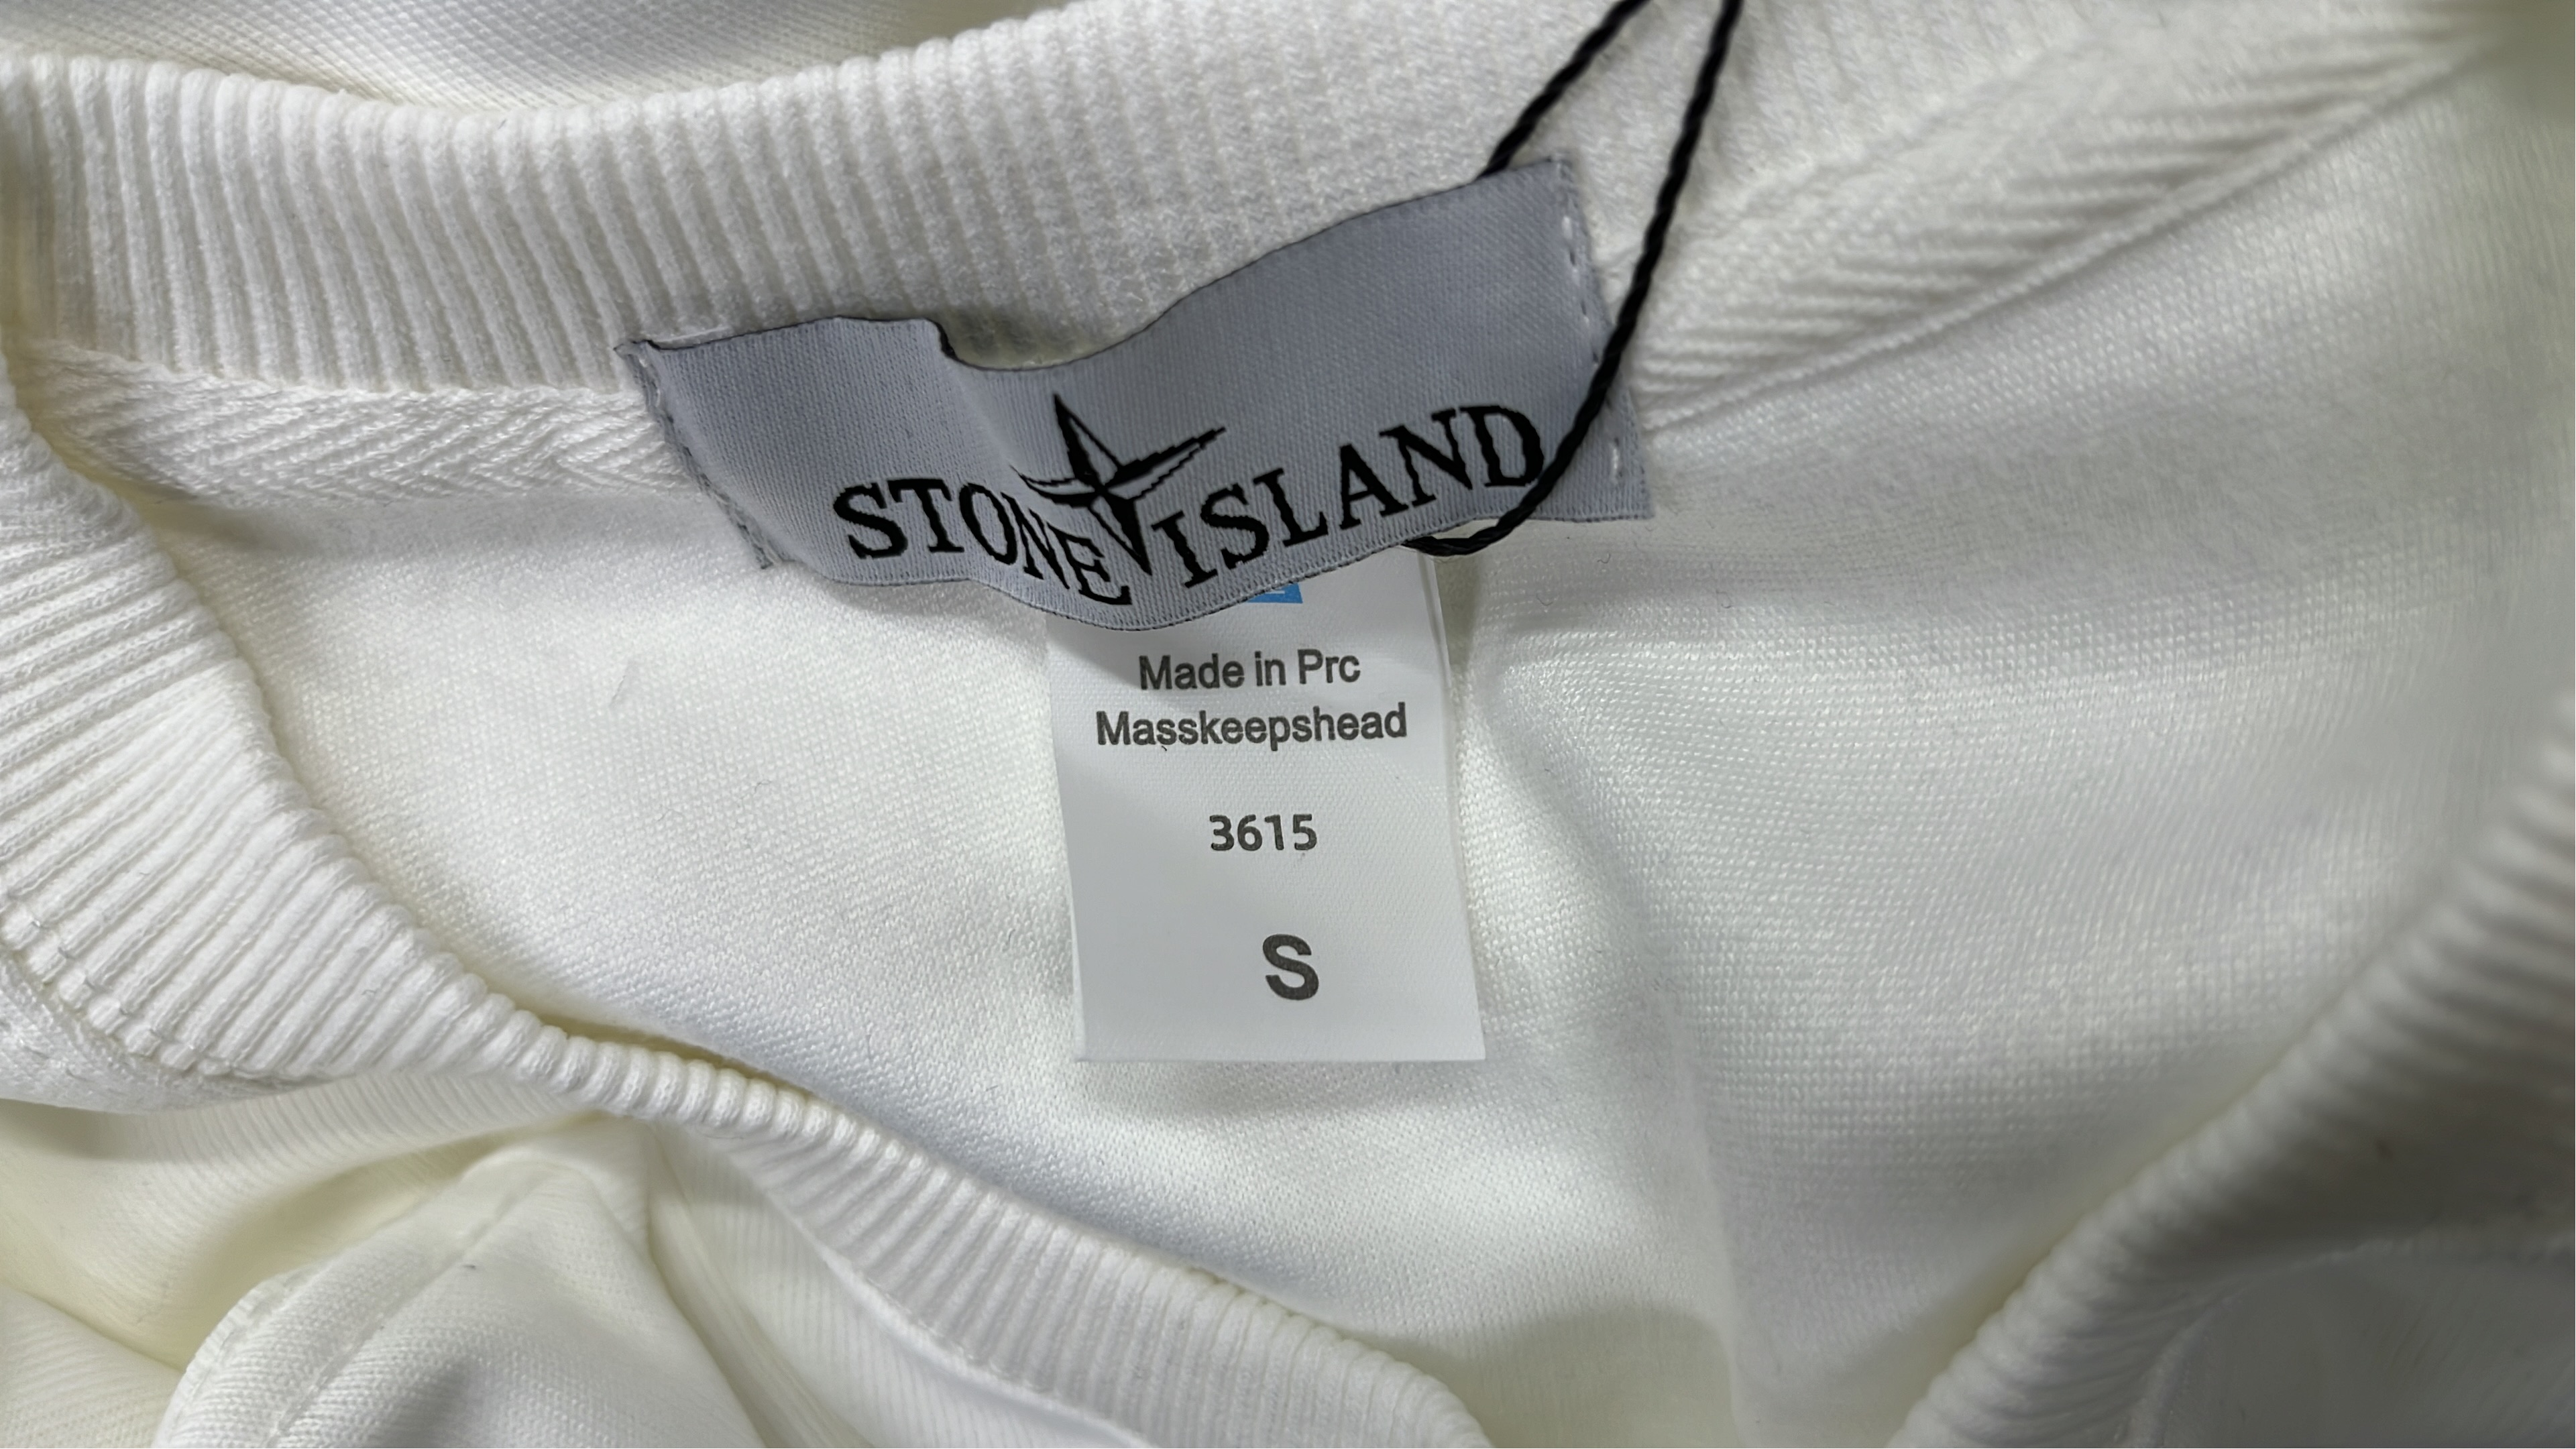 STONE ISLAND
Made in Prc
Masskeepshead
3615
S